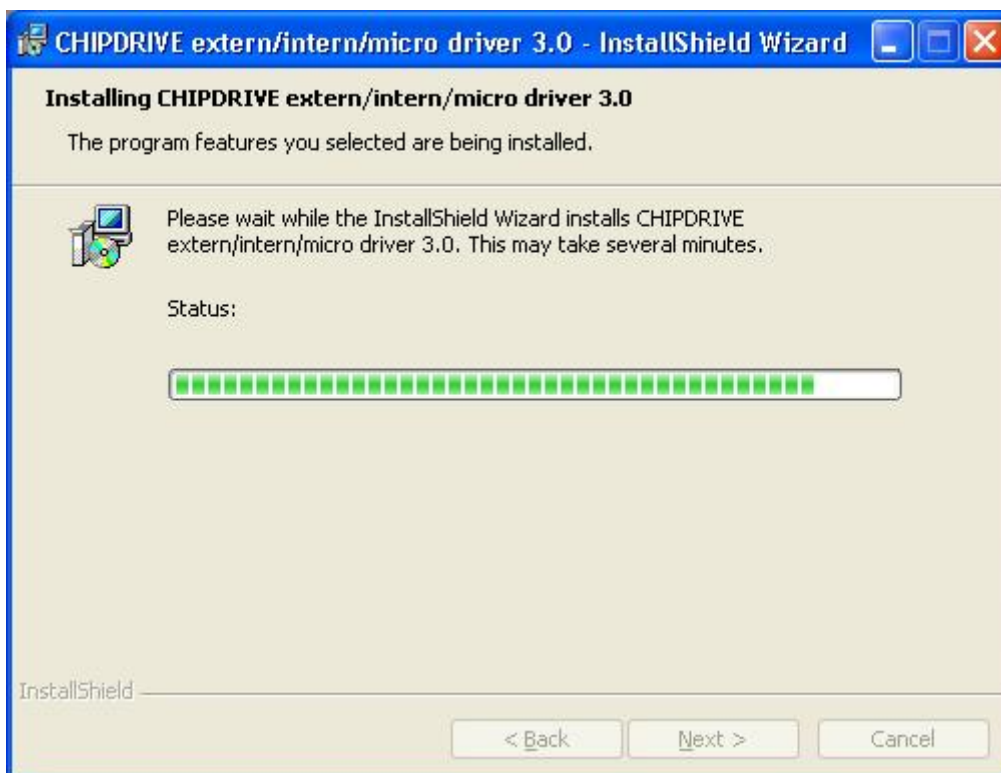 CHIPDRIVE extern/intern/micro driver 3.0 - InstallShield Wizard
Installing CHIPDRIVE extern/intern/micro driver 3.0
The program features you selected are being installed.
Please wait while the InstallShield Wizard installs CHIPDRIVE
extern/intern/micro driver 3.0. This may take several minutes.
Status:
InstallShield
< Back Next > Cancel